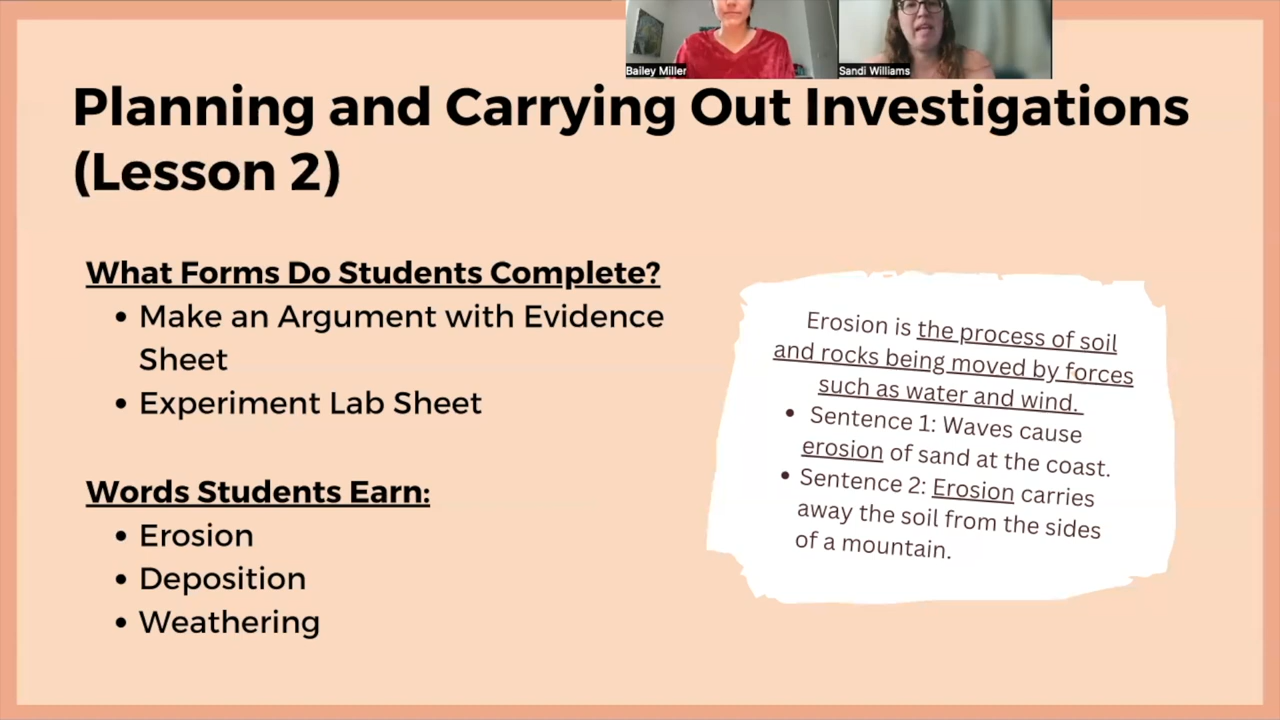 Bailey Miller
Sandi Williams
Planning and Carrying Out Investigations
(Lesson 2)
What Forms Do Students Complete?
• Make an Argument with Evidence
Sheet
• Experiment Lab Sheet
Words Students Earn:
• Erosion
• Deposition
• Weathering
Erosion is the process of soil
and rocks being moved by forces
such as water and wind.
• Sentence 1: Waves cause
erosion of sand at the coast.
• Sentence 2: Erosion carries
away the soil from the sides
of a mountain.